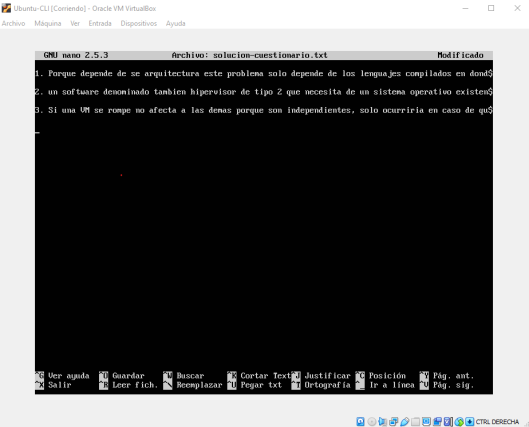 Ubuntu-CLI [Corriendo] - Oracle VM VirtualBox
Archivo Máquina Ver Entrada Dispositivos Ayuda
GNU nano 2.5.3 Archivo: solucion-cuestionario.txt Modificado
1. Porque depende de se arquitectura este problema solo depende de los lenguajes compilados en dond$
2. un software denominado tambien hipervisor de tipo 2 que necesita de un sistema operativo existen$
3. Si una VM se rompe no afecta a las demas porque son independientes, solo ocurriria en caso de qu$
^G Ver ayuda ^O Guardar ^W Buscar ^K Cortar Text ^J Justificar ^C Posición ^Y Pág. ant.
^X Salir ^R Leer fich. ^\ Reemplazar ^U Pegar txt ^T Ortografía ^_ Ir a línea ^V Pág. sig.
CTRL DERECHA